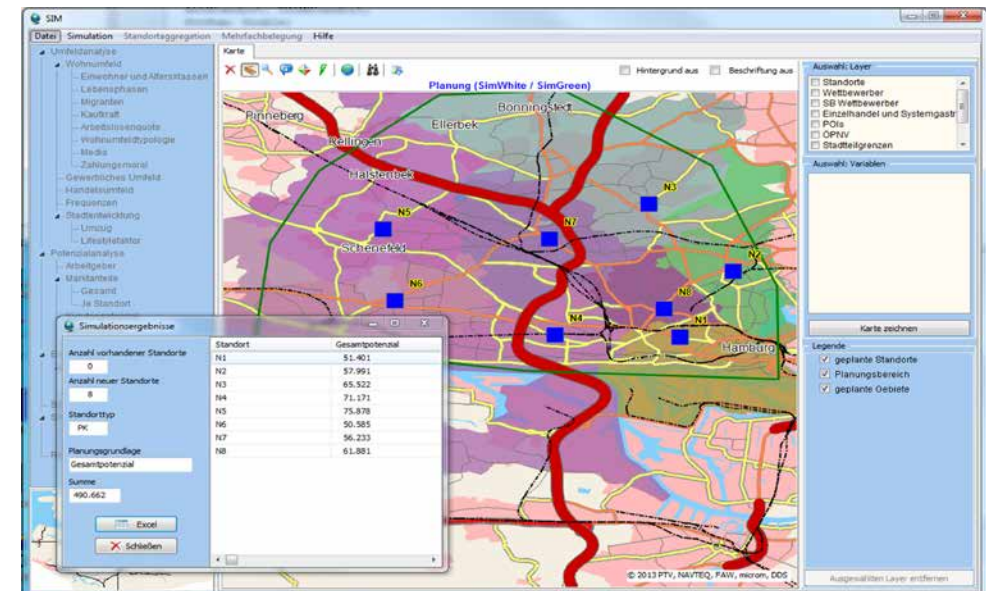 SIM
Datei Simulation Standortaggregation Mehrfachbelegung Hilfe
Umfeldanalyse
Wohnumfeld
Einwohner und Altersklassen
Lebensphasen
Migranten
Kaufkraft
Arbeitslosenquote
Wohnumfeldtypologie
Media
Zahlungsmoral
Gewerbliches Umfeld
Handelsumfeld
Frequenzen
Stadtentwicklung
Umzug
Lifestylefaktor
Potenzialanalyse
Arbeitgeber
Marktanteile
Gesamt
Je Standort
Karte
Hintergrund aus Beschriftung aus
Planung (SimWhite / SimGreen)
Pinneberg
Bönningstedt
Ellerbek
Rellingen
Halstenbek
N3
N5
N7
Schenefeld
N2
N6
N8
N4
N1
Hamburg
© 2013 PTV, NAVTEQ, FAW, microm, DDS
Auswahl: Layer
Standorte
Wettbewerber
SB Wettbewerber
Einzelhandel und Systemgastr
POIs
ÖPNV
Stadtteilgrenzen
Auswahl: Variablen
Karte zeichnen
Legende
geplante Standorte
Planungsbereich
geplante Gebiete
Ausgewählten Layer entfernen
Simulationsergebnisse
Anzahl vorhandener Standorte
0
Anzahl neuer Standorte
8
Standorttyp
PK
Planungsgrundlage
Gesamtpotenzial
Summe
490.662
Excel
Schließen
Standort Gesamtpotenzial
N1 51.401
N2 57.991
N3 65.522
N4 71.171
N5 75.878
N6 50.585
N7 56.233
N8 61.881